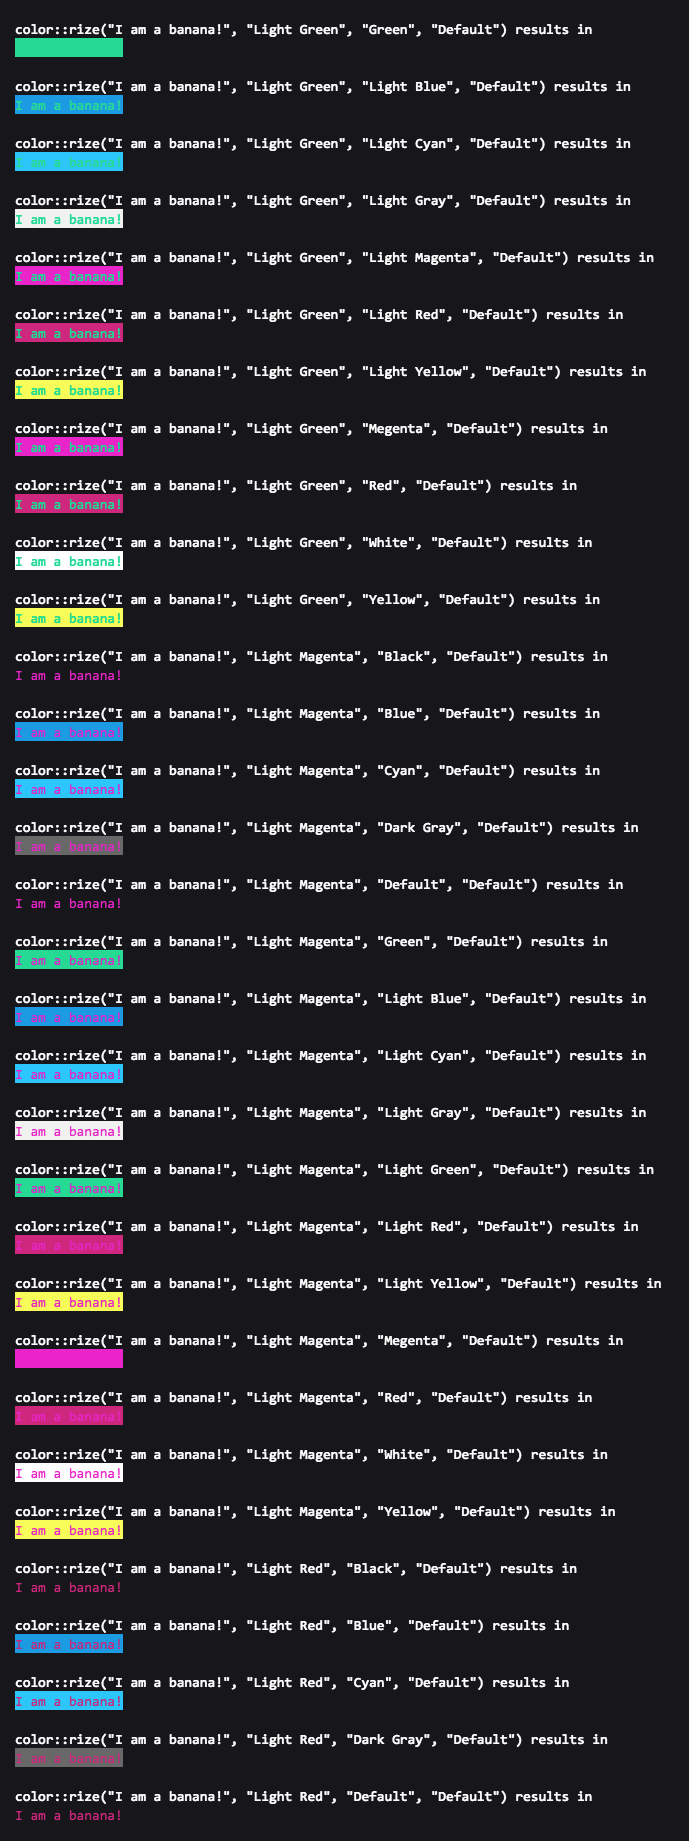 color::rize("I am a banana!", "Light Green", "Green", "Default") results in
color::rize("I am a banana!", "Light Green", "Light Blue", "Default") results in
I am a banana!
color::rize("I am a banana!", "Light Green", "Light Cyan", "Default") results in
I am a banana!
color::rize("I am a banana!", "Light Green", "Light Gray", "Default") results in
I am a banana!
color::rize("I am a banana!", "Light Green", "Light Magenta", "Default") results in
I am a banana!
color::rize("I am a banana!", "Light Green", "Light Red", "Default") results in
I am a banana!
color::rize("I am a banana!", "Light Green", "Light Yellow", "Default") results in
I am a banana!
color::rize("I am a banana!", "Light Green", "Megenta", "Default") results in
I am a banana!
color::rize("I am a banana!", "Light Green", "Red", "Default") results in
I am a banana!
color::rize("I am a banana!", "Light Green", "White", "Default") results in
I am a banana!
color::rize("I am a banana!", "Light Green", "Yellow", "Default") results in
I am a banana!
color::rize("I am a banana!", "Light Magenta", "Black", "Default") results in
I am a banana!
color::rize("I am a banana!", "Light Magenta", "Blue", "Default") results in
I am a banana!
color::rize("I am a banana!", "Light Magenta", "Cyan", "Default") results in
I am a banana!
color::rize("I am a banana!", "Light Magenta", "Dark Gray", "Default") results in
I am a banana!
color::rize("I am a banana!", "Light Magenta", "Default", "Default") results in
I am a banana!
color::rize("I am a banana!", "Light Magenta", "Green", "Default") results in
I am a banana!
color::rize("I am a banana!", "Light Magenta", "Light Blue", "Default") results in
I am a banana!
color::rize("I am a banana!", "Light Magenta", "Light Cyan", "Default") results in
I am a banana!
color::rize("I am a banana!", "Light Magenta", "Light Gray", "Default") results in
I am a banana!
color::rize("I am a banana!", "Light Magenta", "Light Green", "Default") results in
I am a banana!
color::rize("I am a banana!", "Light Magenta", "Light Red", "Default") results in
I am a banana!
color::rize("I am a banana!", "Light Magenta", "Light Yellow", "Default") results in
I am a banana!
color::rize("I am a banana!", "Light Magenta", "Megenta", "Default") results in
color::rize("I am a banana!", "Light Magenta", "Red", "Default") results in
I am a banana!
color::rize("I am a banana!", "Light Magenta", "White", "Default") results in
I am a banana!
color::rize("I am a banana!", "Light Magenta", "Yellow", "Default") results in
I am a banana!
color::rize("I am a banana!", "Light Red", "Black", "Default") results in
I am a banana!
color::rize("I am a banana!", "Light Red", "Blue", "Default") results in
I am a banana!
color::rize("I am a banana!", "Light Red", "Cyan", "Default") results in
I am a banana!
color::rize("I am a banana!", "Light Red", "Dark Gray", "Default") results in
I am a banana!
color::rize("I am a banana!", "Light Red", "Default", "Default") results in
I am a banana!